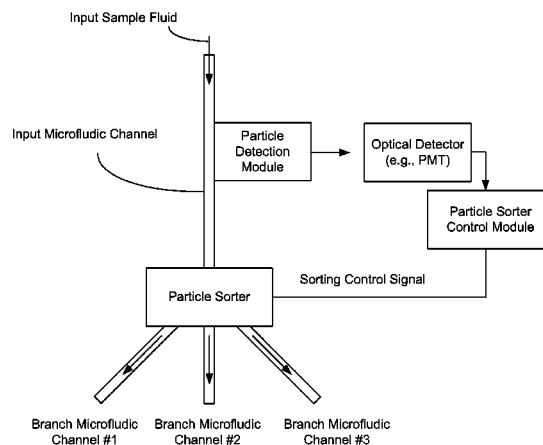 Input Sample Fluid
Input Microfludic Channel
Particle
Detection
Module
Optical Detector
(e.g., PMT)
Particle Sorter
Control Module
Sorting Control Signal
Particle Sorter
Branch Microfludic
Channel #1
Branch Microfludic
Channel #2
Branch Microfludic
Channel #3